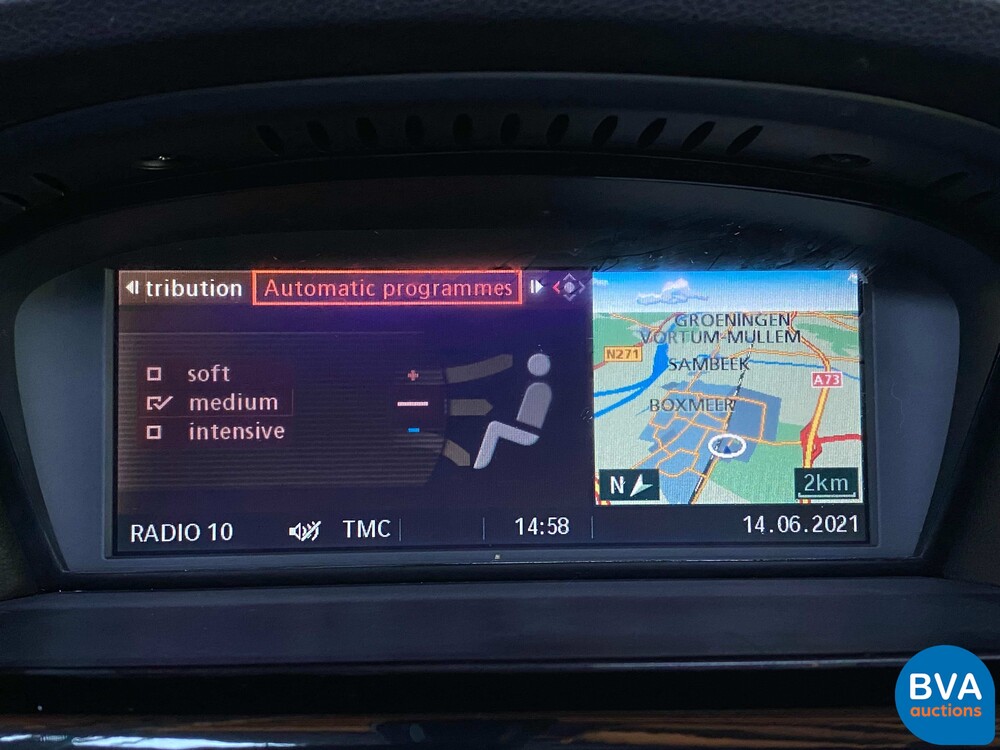 tribution Automatic programmes
soft
medium
intensive
GROENINGEN
VORTUM-MULLEM
N271
SAMBEEK
A73
BOXMEER
N
2km
RADIO 10 TMC 14:58 14.06.2021
BVA
auctions